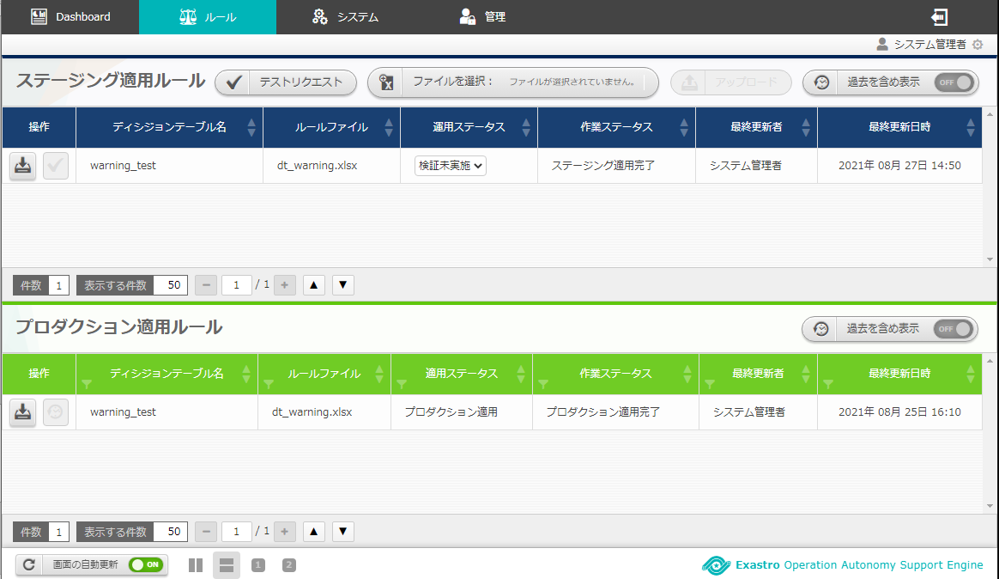 Dashboard ルール システム 管理
システム管理者
ステージング適用ルール テストリクエスト ファイルを選択： ファイルが選択されていません。 アップロード 過去を含め表示 OFF
操作 ディシジョンテーブル名 ルールファイル 運用ステータス 作業ステータス 最終更新者 最終更新日時
warning_test dt_warning.xlsx 検証未実施 ステージング適用完了 システム管理者 2021年 08月 27日 14:50
件数 1 表示する件数 50 − 1 / 1 + ▲ ▼
プロダクション適用ルール 過去を含め表示 OFF
操作 ディシジョンテーブル名 ルールファイル 適用ステータス 作業ステータス 最終更新者 最終更新日時
warning_test dt_warning.xlsx プロダクション適用 プロダクション適用完了 システム管理者 2021年 08月 25日 16:10
件数 1 表示する件数 50 − 1 / 1 + ▲ ▼
画面の自動更新 ON 1 2 Exastro Operation Autonomy Support Engine